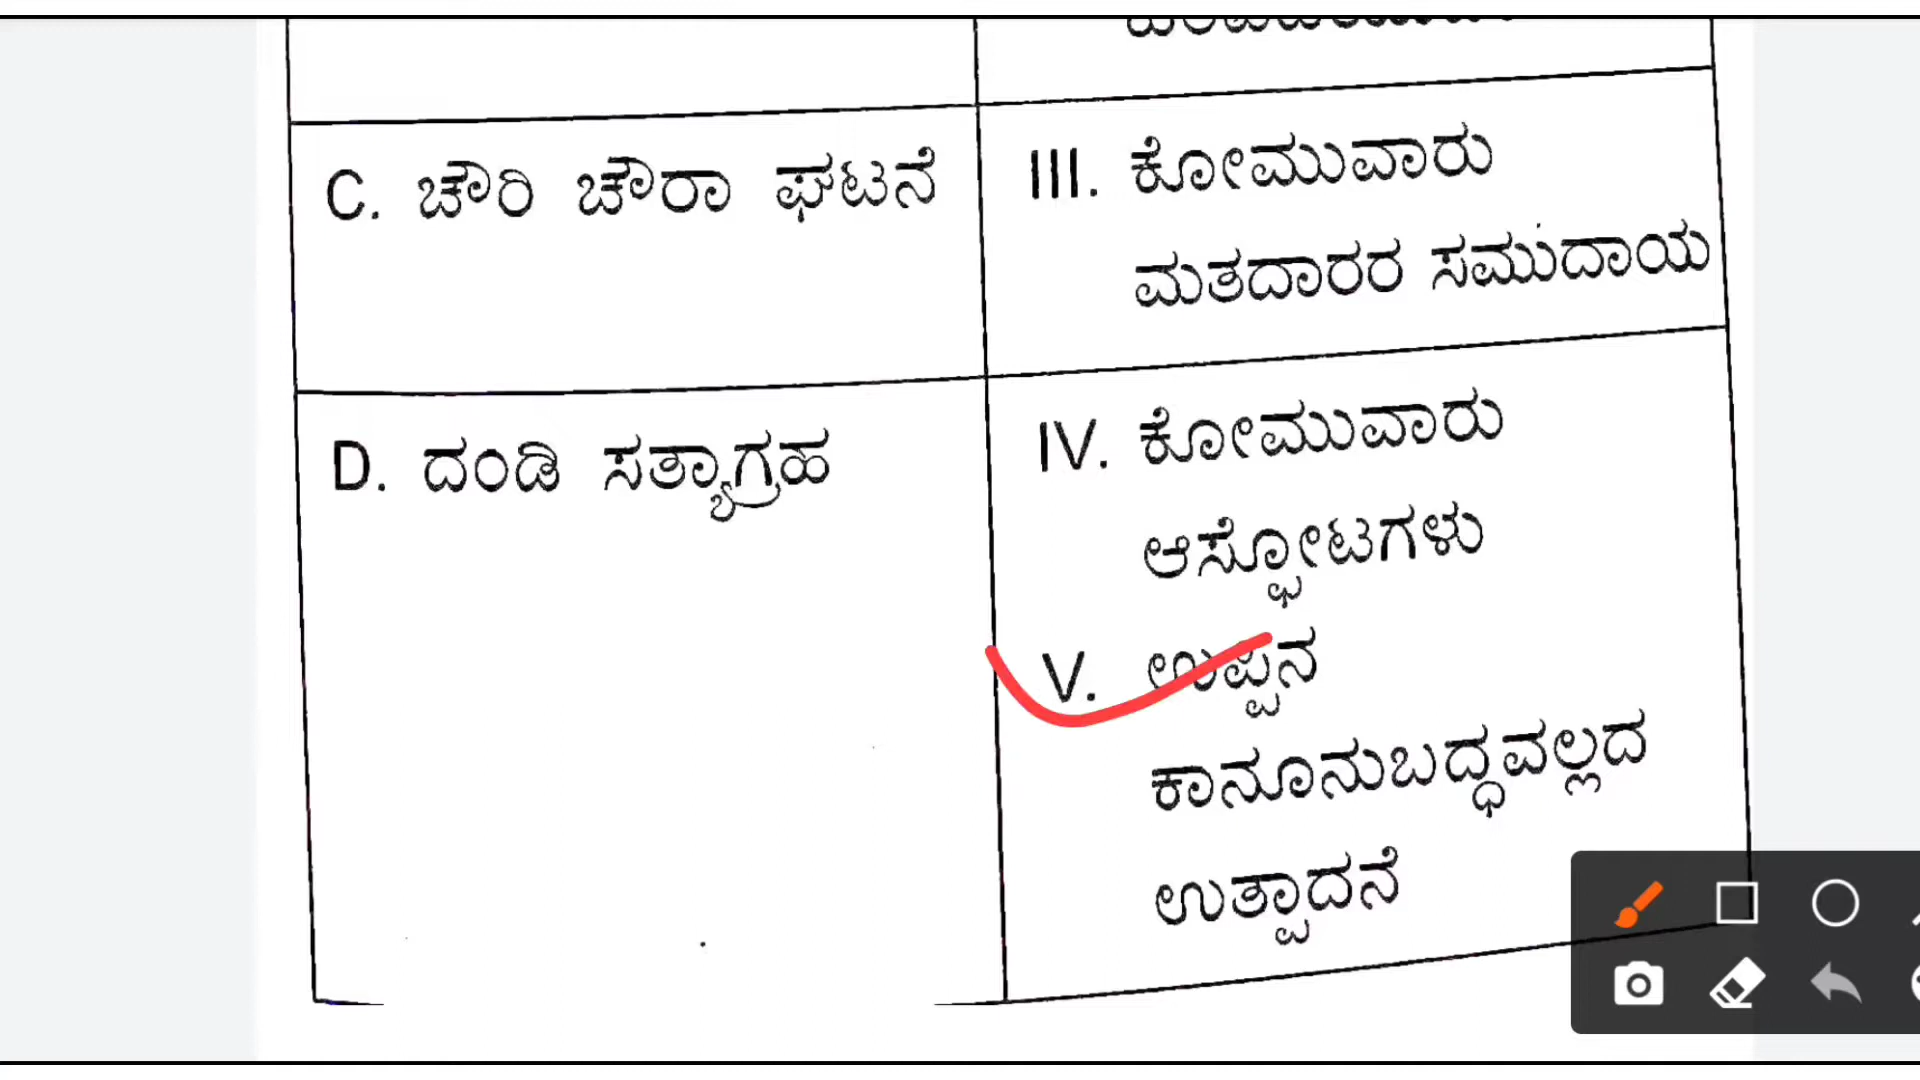 C. ಚೌರಿ ಚೌರಾ ಘಟನೆ
III. ಕೋಮುವಾರು
ಮತದಾರರ ಸಮುದಾಯ
D. ದಂಡಿ ಸತ್ಯಾಗ್ರಹ
IV. ಕೋಮುವಾರು
ಆಸ್ಫೋಟಗಳು
V. ಉಪ್ಪಿನ
ಕಾನೂನುಬದ್ಧವಲ್ಲದ
ಉತ್ಪಾದನೆ